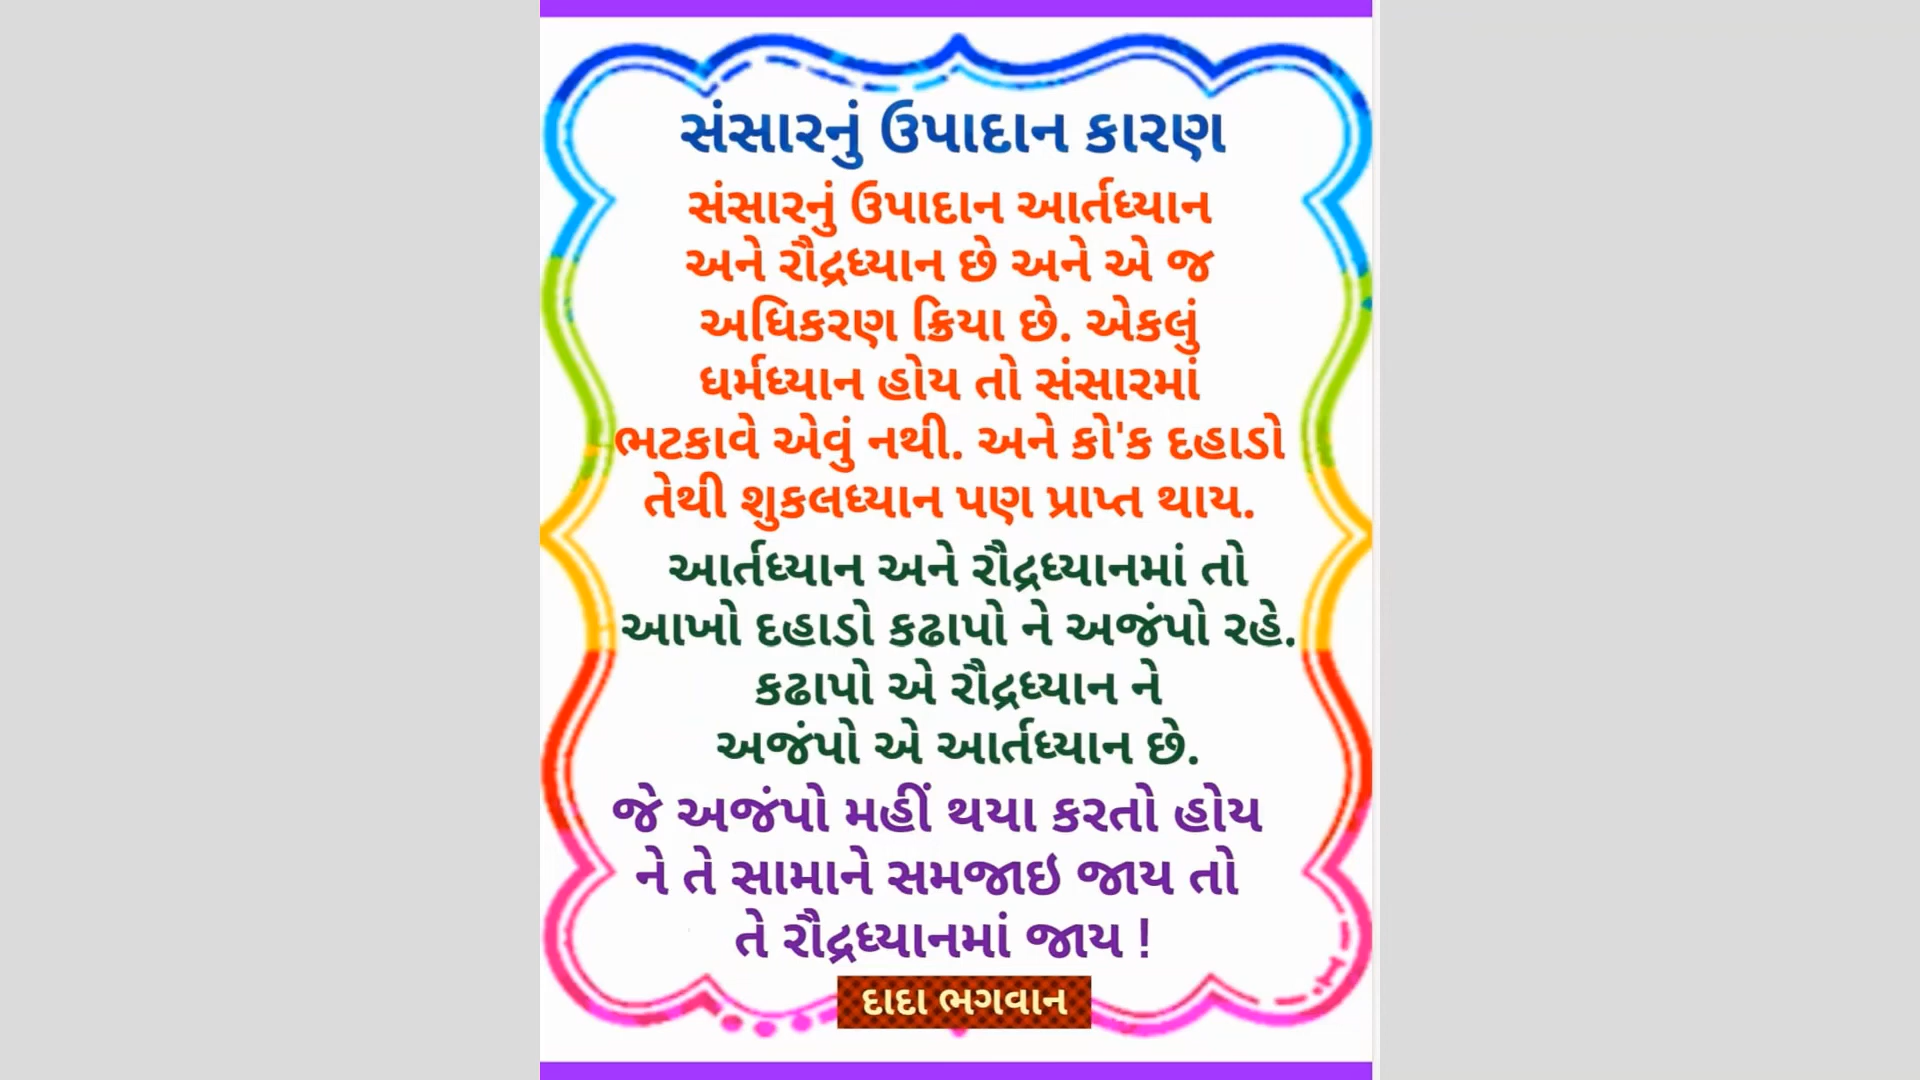 સંસારનું ઉપાદાન કારણ
સંસારનું ઉપાદાન આર્તધ્યાન
અને રૌદ્રધ્યાન છે અને એ જ
અધિકરણ ક્રિયા છે. એકલું
ધર્મધ્યાન હોય તો સંસારમાં
ભટકાવે એવું નથી. અને કો'ક દહાડો
તેથી શુકલધ્યાન પણ પ્રાપ્ત થાય.
આર્તધ્યાન અને રૌદ્રધ્યાનમાં તો
આખો દહાડો કઢાપો ને અજંપો રહે.
કઢાપો એ રૌદ્રધ્યાન ને
અજંપો એ આર્તધ્યાન છે.
જે અજંપો મહીં થયા કરતો હોય
ને તે સામાને સમજાઇ જાય તો
તે રૌદ્રધ્યાનમાં જાય !
દાદા ભગવાન